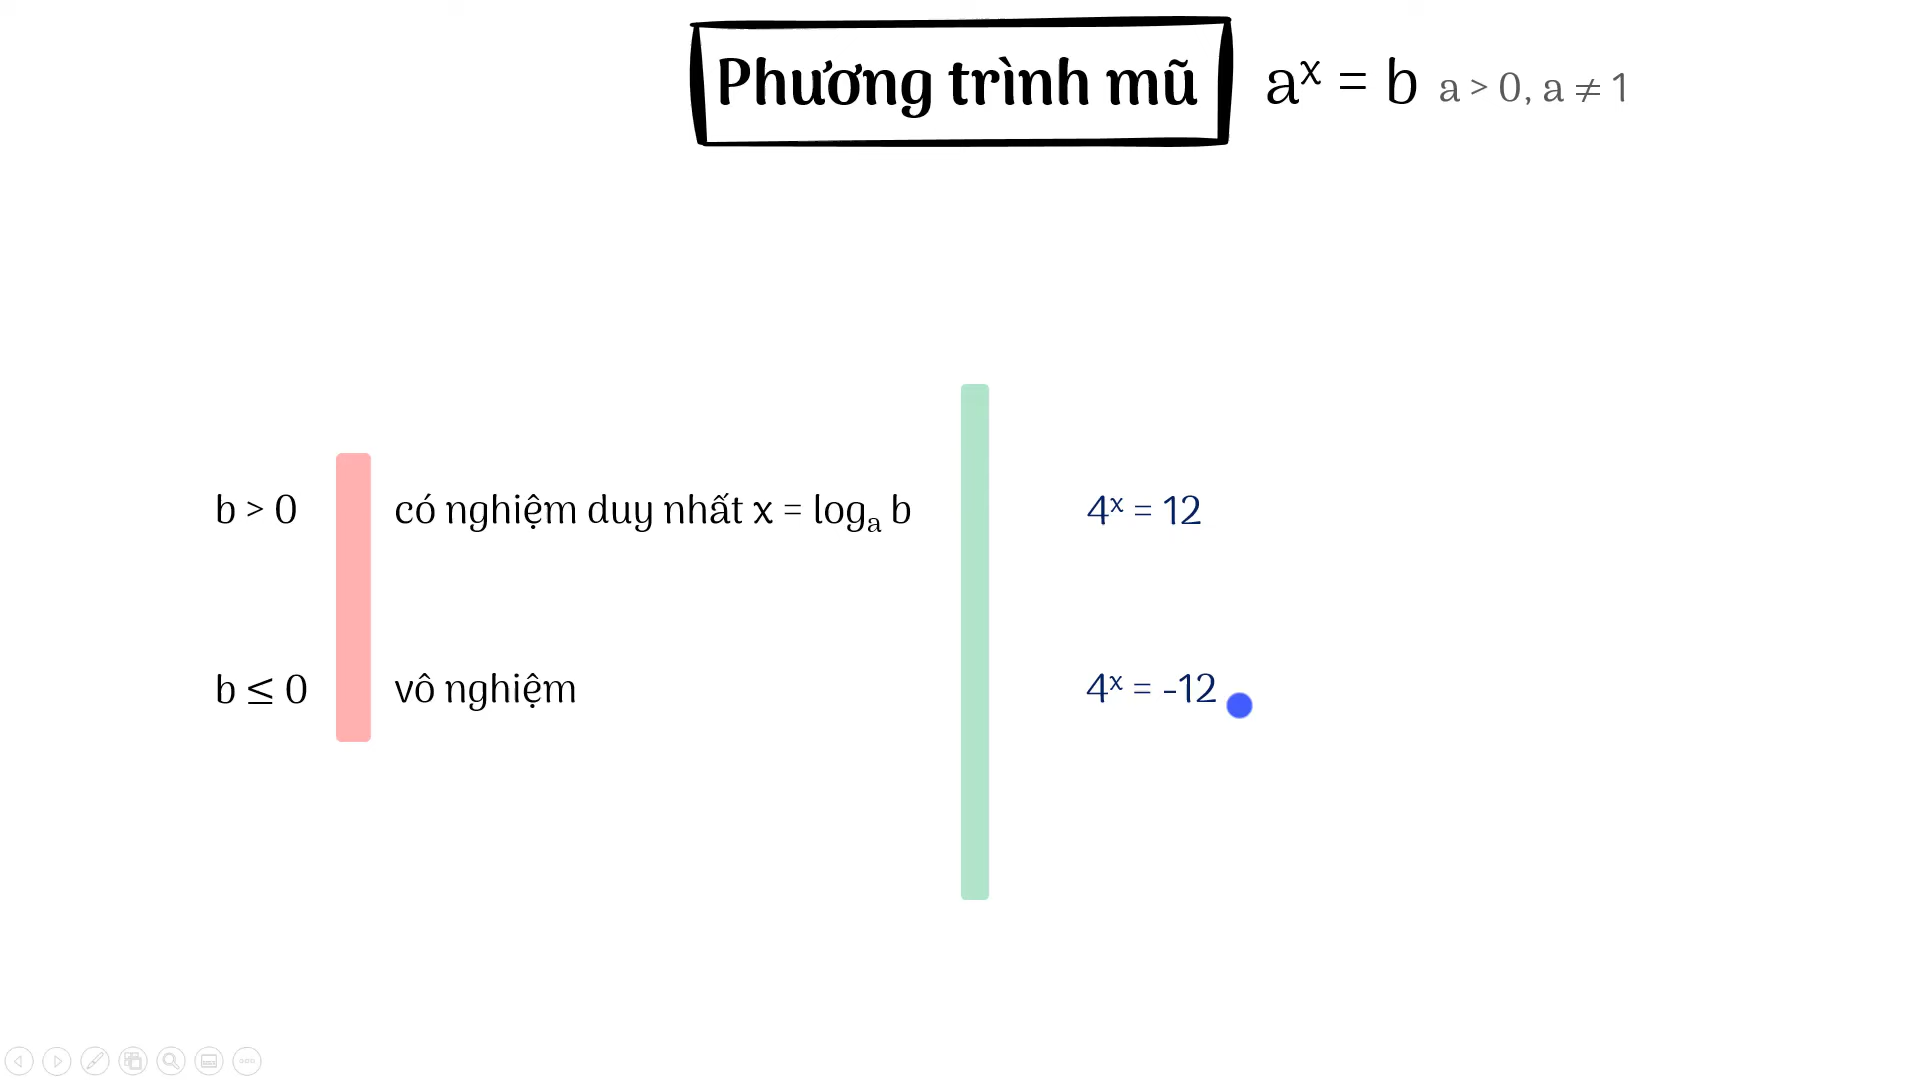 Phương trình mũ aˣ = b a > 0, a ≠ 1
b > 0 có nghiệm duy nhất x = logₐ b 4ˣ = 12
b ≤ 0 vô nghiệm 4ˣ = -12